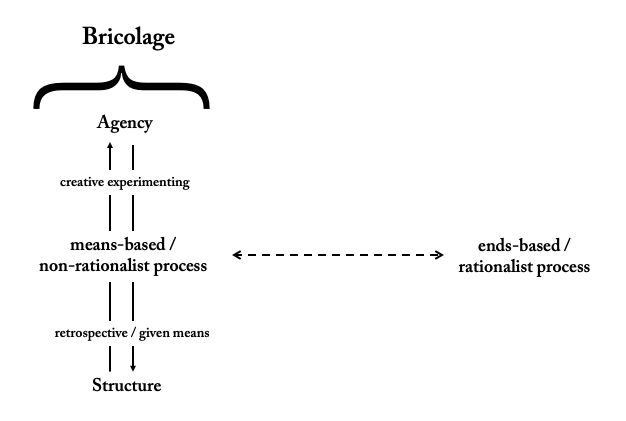 Bricolage
Agency
creative experimenting
means-based /
non-rationalist process
ends-based /
rationalist process
retrospective / given means
Structure